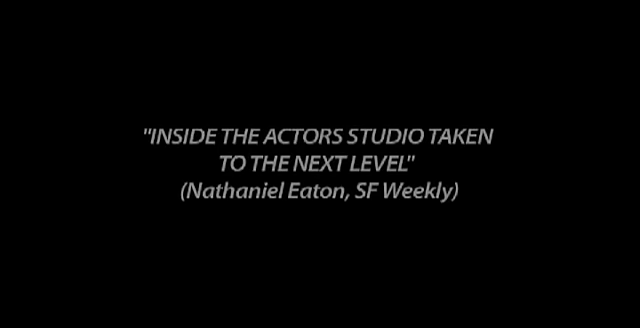 "INSIDE THE ACTORS STUDIO TAKEN
TO THE NEXT LEVEL"
(Nathaniel Eaton, SF Weekly)